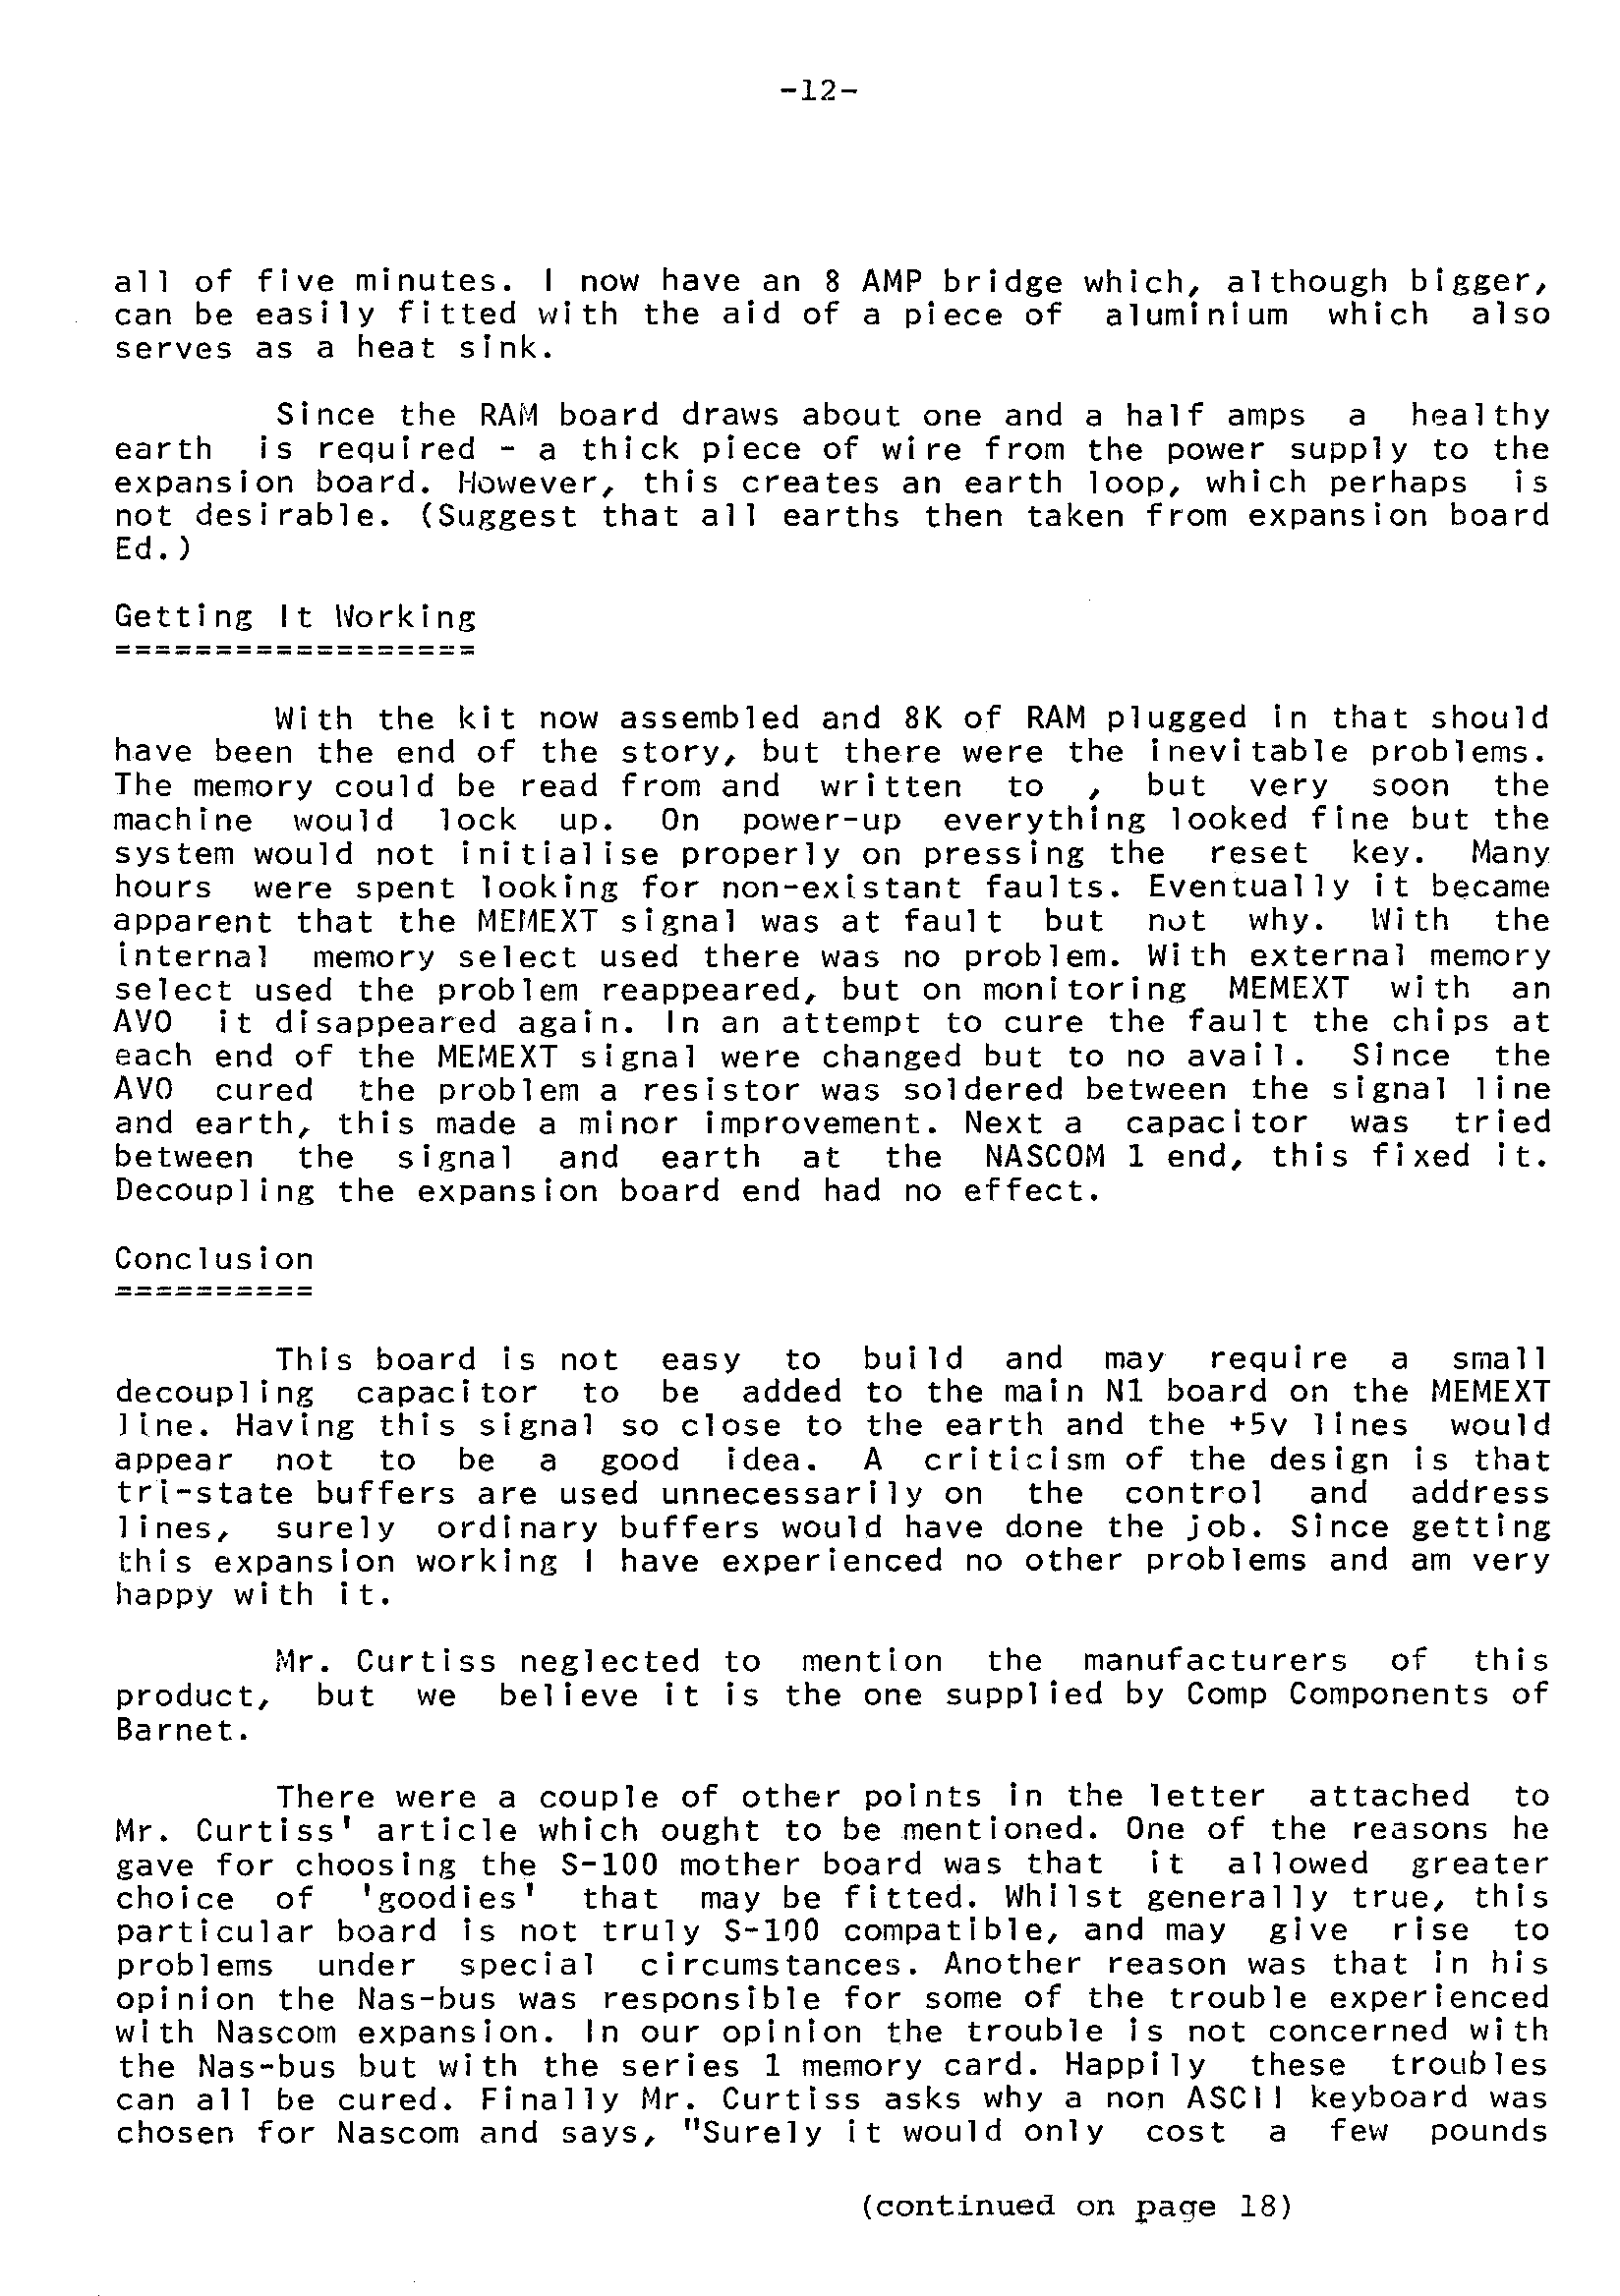 -12-
all of five minutes. I now have an 8 AMP bridge which, although bigger,
can be easily fitted with the aid of a piece of aluminium which also
serves as a heat sink.
Since the RAM board draws about one and a half amps a healthy
earth is required - a thick piece of wire from the power supply to the
expansion board. However, this creates an earth loop, which perhaps is
not desirable. (Suggest that all earths then taken from expansion board
Ed.)
Getting It Working
==================
With the kit now assembled and 8K of RAM plugged in that should
have been the end of the story, but there were the inevitable problems.
The memory could be read from and written to , but very soon the
machine would lock up. On power-up everything looked fine but the
system would not initialise properly on pressing the reset key. Many
hours were spent looking for non-existant faults. Eventually it became
apparent that the MEMEXT signal was at fault but not why. With the
internal memory select used there was no problem. With external memory
select used the problem reappeared, but on monitoring MEMEXT with an
AVO it disappeared again. In an attempt to cure the fault the chips at
each end of the MEMEXT signal were changed but to no avail. Since the
AVO cured the problem a resistor was soldered between the signal line
and earth, this made a minor improvement. Next a capacitor was tried
between the signal and earth at the NASCOM 1 end, this fixed it.
Decoupling the expansion board end had no effect.
Conclusion
==========
This board is not easy to build and may require a small
decoupling capacitor to be added to the main N1 board on the MEMEXT
line. Having this signal so close to the earth and the +5v lines would
appear not to be a good idea. A criticism of the design is that
tri-state buffers are used unnecessarily on the control and address
lines, surely ordinary buffers would have done the job. Since getting
this expansion working I have experienced no other problems and am very
happy with it.
Mr. Curtiss neglected to mention the manufacturers of this
product, but we believe it is the one supplied by Comp Components of
Barnet.
There were a couple of other points in the letter attached to
Mr. Curtiss' article which ought to be mentioned. One of the reasons he
gave for choosing the S-100 mother board was that it allowed greater
choice of 'goodies' that may be fitted. Whilst generally true, this
particular board is not truly S-100 compatible, and may give rise to
problems under special circumstances. Another reason was that in his
opinion the Nas-bus was responsible for some of the trouble experienced
with Nascom expansion. In our opinion the trouble is not concerned with
the Nas-bus but with the series 1 memory card. Happily these troubles
can all be cured. Finally Mr. Curtiss asks why a non ASCII keyboard was
chosen for Nascom and says, "Surely it would only cost a few pounds
(continued on page 18)